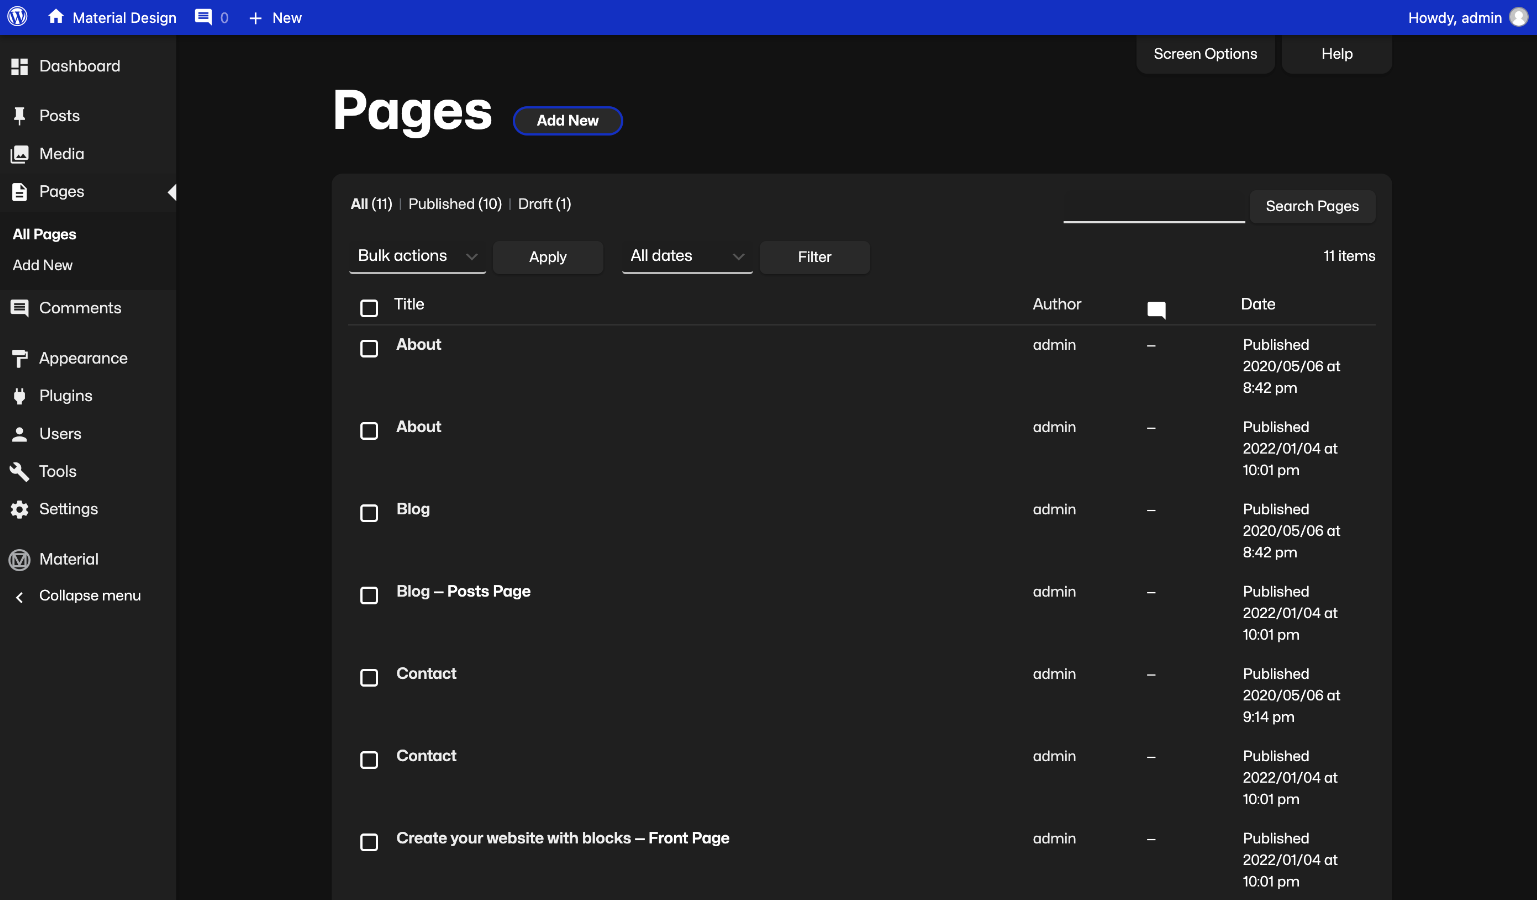 Material Design 0 New Howdy, admin
Screen Options Help
Dashboard
Posts
Media
Pages
All Pages
Add New
Comments
Appearance
Plugins
Users
Tools
Settings
Material
Collapse menu
Pages Add New
All (11) | Published (10) | Draft (1)
Search Pages
Bulk actions Apply All dates Filter 11 items
Title Author Date
About admin – Published
2020/05/06 at
8:42 pm
About admin – Published
2022/01/04 at
10:01 pm
Blog admin – Published
2020/05/06 at
8:42 pm
Blog – Posts Page admin – Published
2022/01/04 at
10:01 pm
Contact admin – Published
2020/05/06 at
9:14 pm
Contact admin – Published
2022/01/04 at
10:01 pm
Create your website with blocks – Front Page admin – Published
2022/01/04 at
10:01 pm